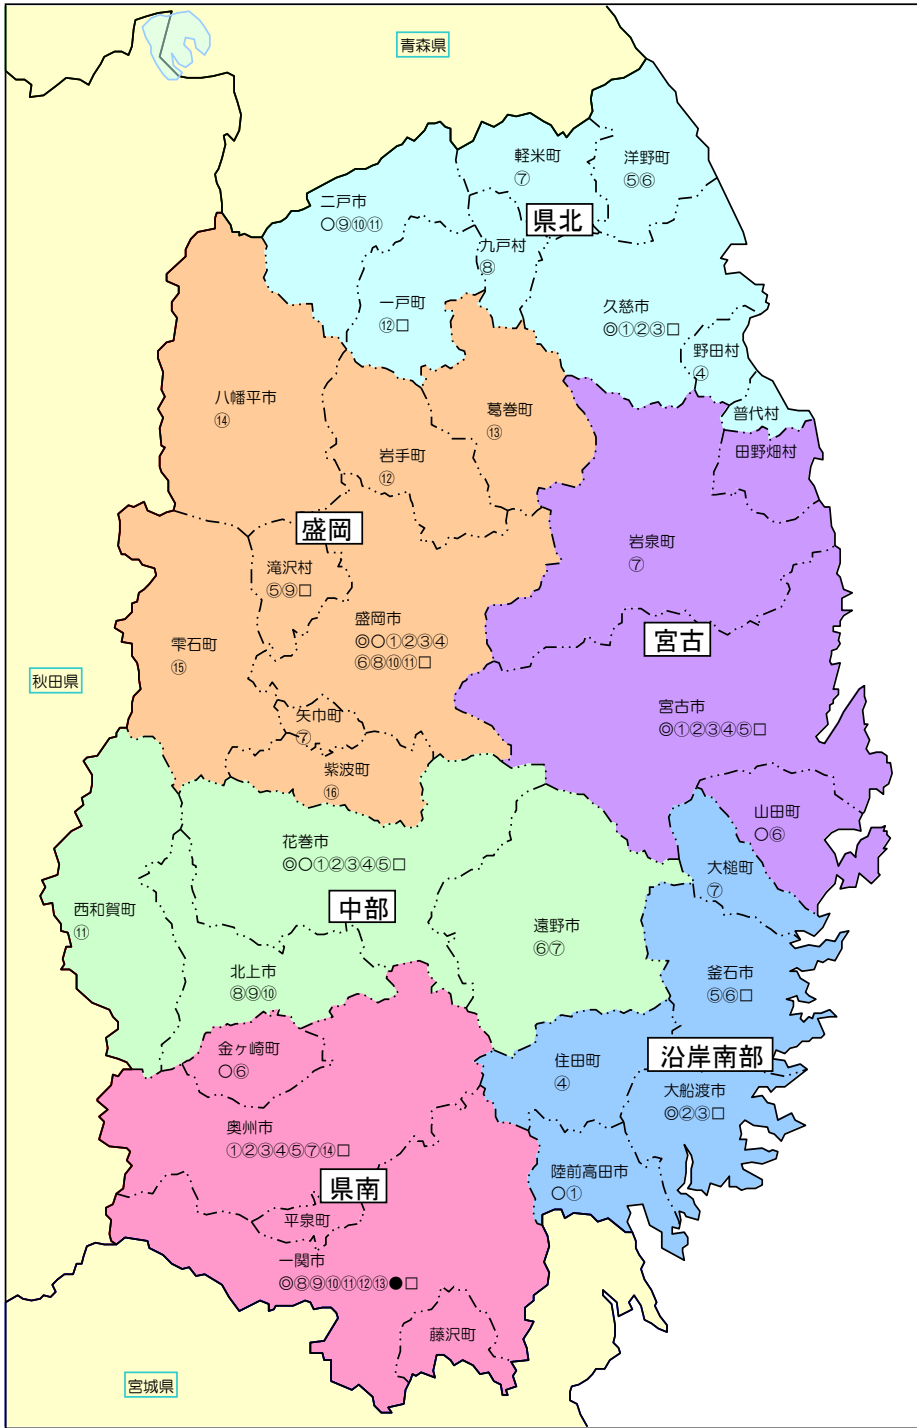 青森県
軽米町
⑦
洋野町
⑤⑥
二戸市
○⑨⑩⑪
県北
九戸村
⑧
一戸町
⑫□
久慈市
◎①②③□
野田村
④
普代村
八幡平市
⑭
葛巻町
⑬
岩手町
⑫
田野畑村
盛岡
岩泉町
⑦
滝沢村
⑤⑨□
盛岡市
◎○①②③④
⑥⑧⑩⑪□
宮古
雫石町
⑮
秋田県
宮古市
◎①②③④⑤□
矢巾町
⑦
紫波町
⑯
山田町
○⑥
花巻市
◎○①②③④⑤□
大槌町
⑦
中部
西和賀町
⑪
遠野市
⑥⑦
北上市
⑧⑨⑩
釜石市
⑤⑥□
金ヶ崎町
○⑥
住田町
④
沿岸南部
大船渡市
◎②③□
奥州市
①②③④⑤⑦⑭□
県南
陸前高田市
○①
平泉町
一関市
◎⑧⑨⑩⑪⑫⑬●□
藤沢町
宮城県